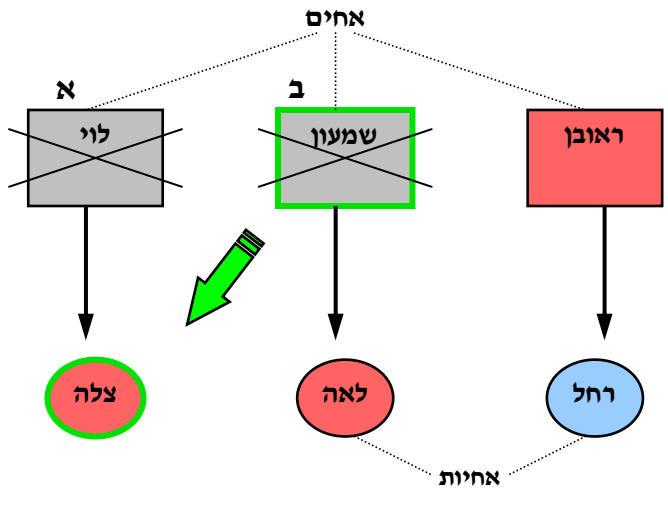 אחים
ב
א
ראובן
שמעון
לוי
רחל
לאה
צלה
אחיות